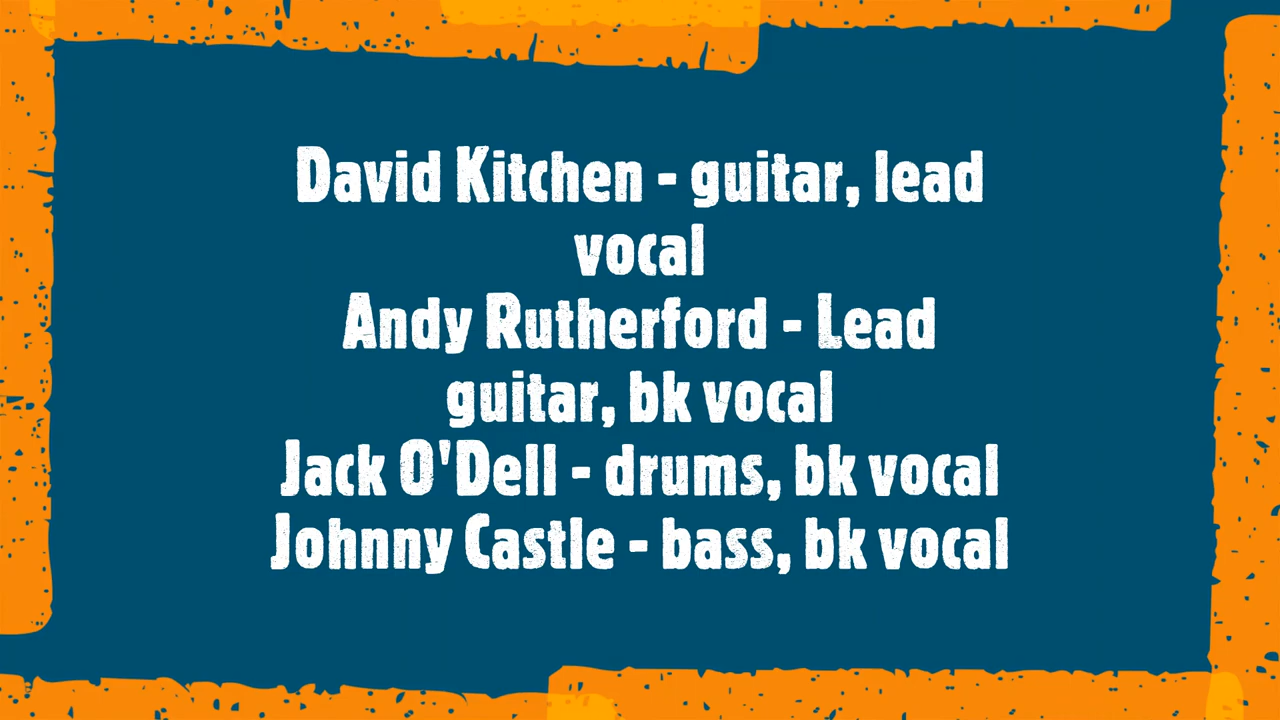 David Kitchen - guitar, lead
vocal
Andy Rutherford - Lead
guitar, bk vocal
Jack O'Dell - drums, bk vocal
Johnny Castle - bass, bk vocal